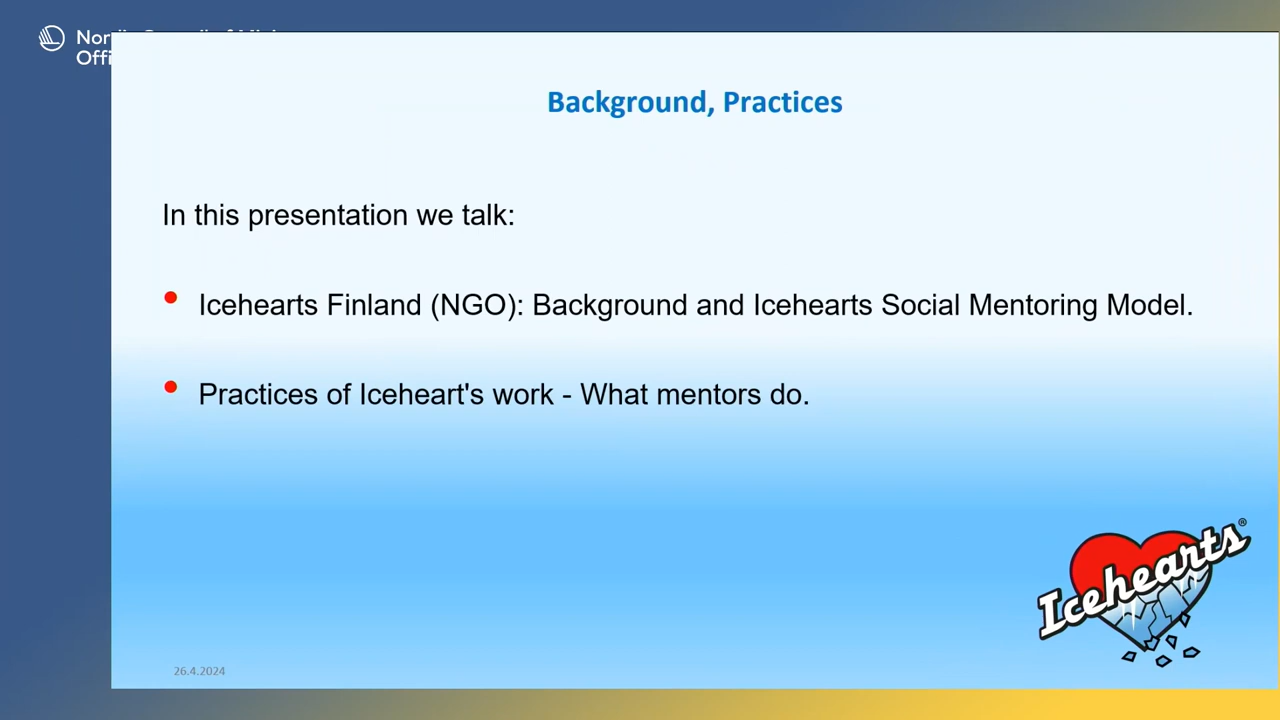 Offi
Background, Practices
In this presentation we talk:
Icehearts Finland (NGO): Background and Icehearts Social Mentoring Model.
Practices of Iceheart's work - What mentors do.
Icehearts®
26.4.2024